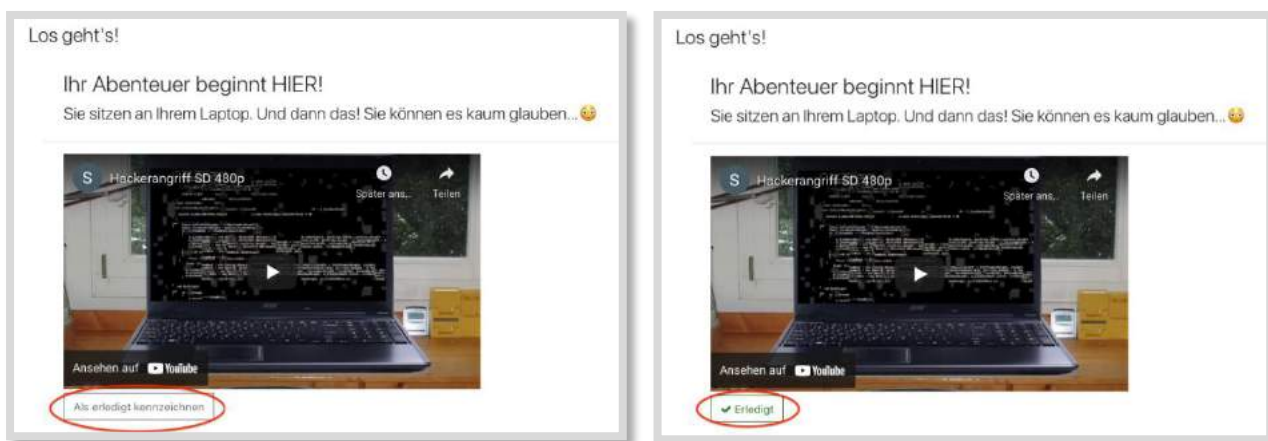 Los geht's!
Ihr Abenteuer beginnt HIER!
Sie sitzen an Ihrem Laptop. Und dann das! Sie können es kaum glauben...😳
S Hackerangriff SD 480p
Später ans...
Teilen
Ansehen auf YouTube
Als erledigt kennzeichnen
Los geht's!
Ihr Abenteuer beginnt HIER!
Sie sitzen an Ihrem Laptop. Und dann das! Sie können es kaum glauben...😳
S Hackerangriff SD 480p
Später ans...
Teilen
Ansehen auf YouTube
✔ Erledigt